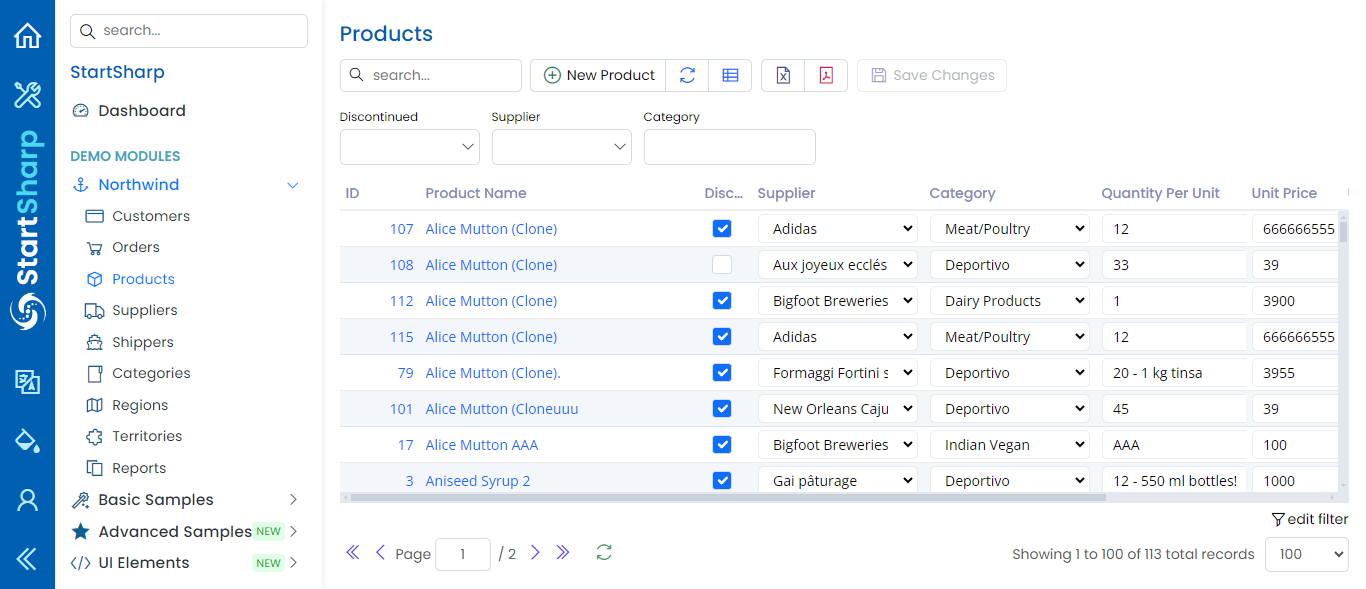 StartSharp
search...
StartSharp
Dashboard
DEMO MODULES
Northwind
Customers
Orders
Products
Suppliers
Shippers
Categories
Regions
Territories
Reports
Basic Samples
Advanced Samples NEW
UI Elements NEW
Products
search...
New Product
Save Changes
Discontinued Supplier Category
ID Product Name Disc... Supplier Category Quantity Per Unit Unit Price
107 Alice Mutton (Clone) Adidas Meat/Poultry 12 666666555
108 Alice Mutton (Clone) Aux joyeux ecclés Deportivo 33 39
112 Alice Mutton (Clone) Bigfoot Breweries Dairy Products 1 3900
115 Alice Mutton (Clone) Adidas Meat/Poultry 12 666666555
79 Alice Mutton (Clone). Formaggi Fortini s Deportivo 20 - 1 kg tinsa 3955
101 Alice Mutton (Cloneuuu New Orleans Caju Deportivo 45 39
17 Alice Mutton AAA Bigfoot Breweries Indian Vegan AAA 100
3 Aniseed Syrup 2 Gai pâturage Deportivo 12 - 550 ml bottles! 1000
edit filter
Page 1 / 2
Showing 1 to 100 of 113 total records 100